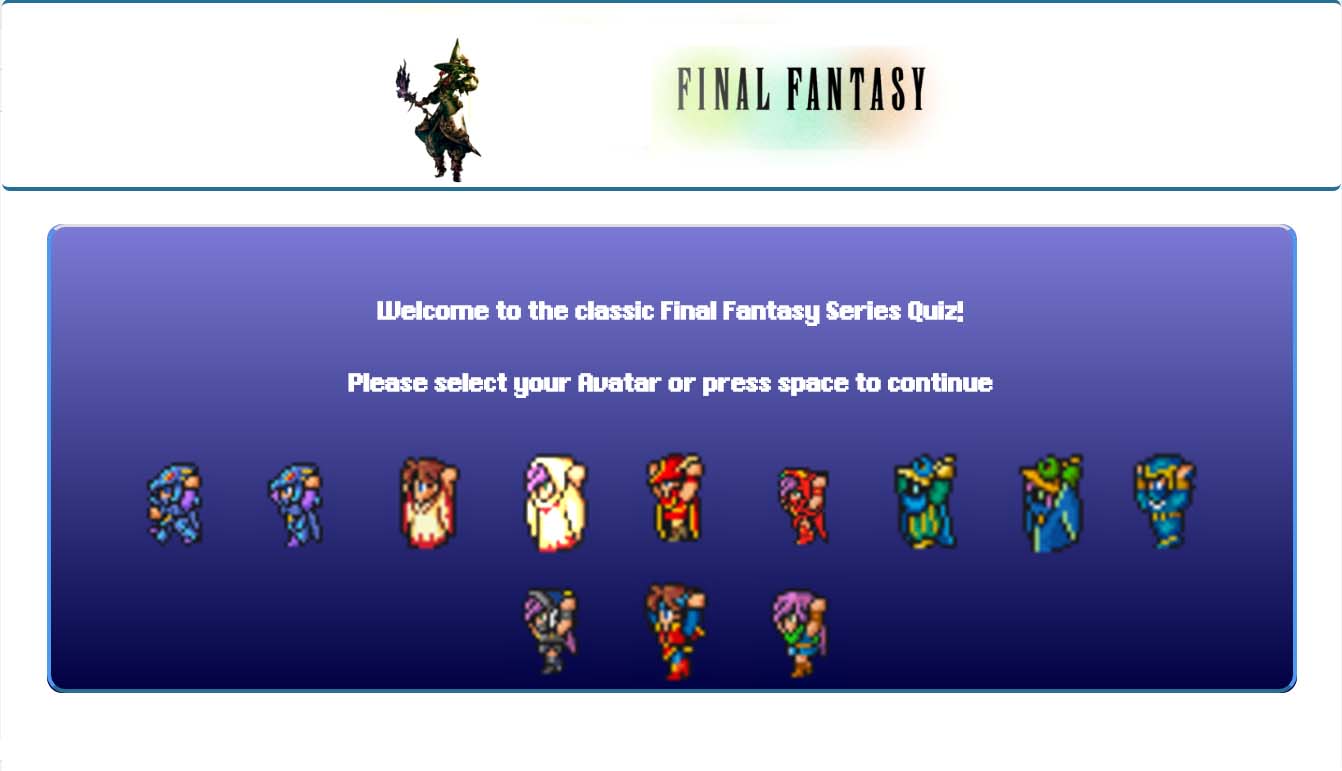 FINAL FANTASY
Welcome to the classic Final Fantasy Series Quiz!
Please select your Avatar or press space to continue